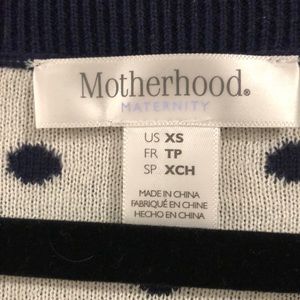 Motherhood®
MATERNITY
US XS
FR TP
SP XCH
MADE IN CHINA
FABRIQUÉ EN CHINE
HECHO EN CHINA